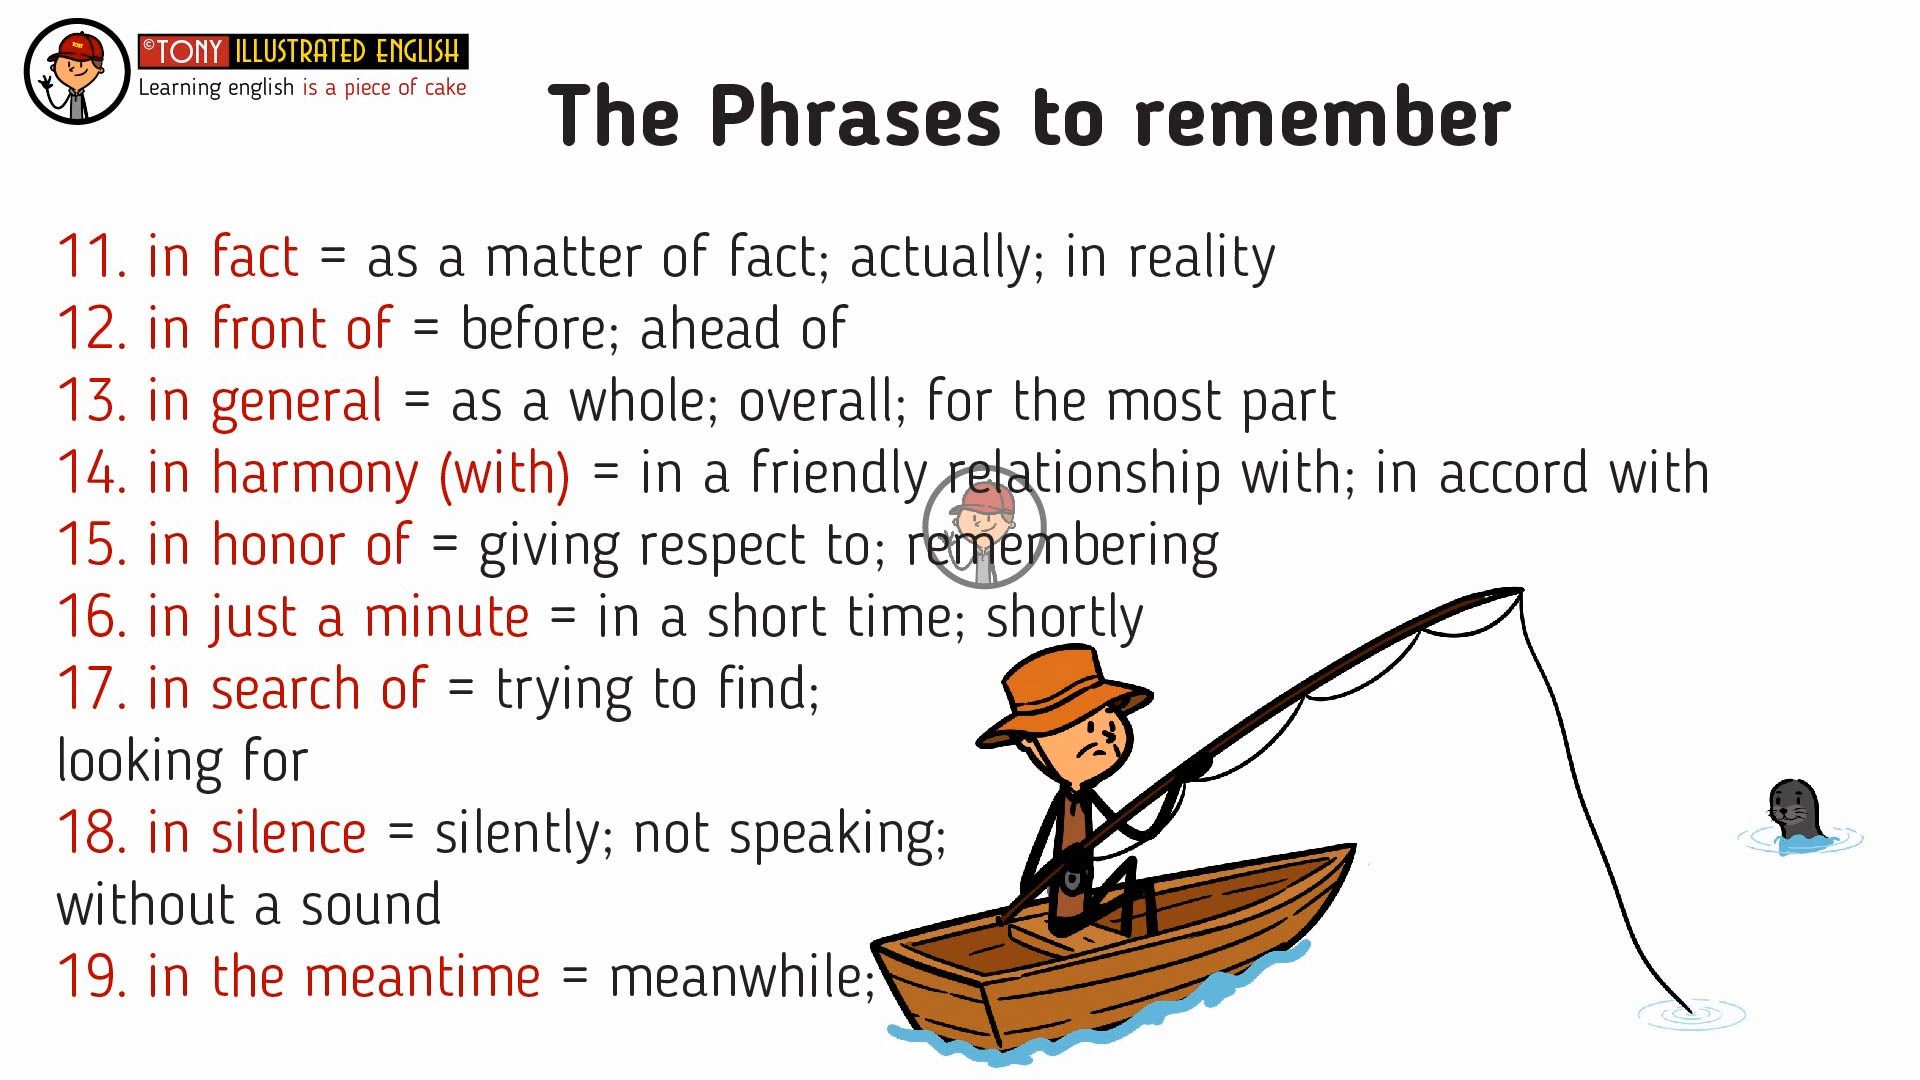 ©TONY ILLUSTRATED ENGLISH
Learning english is a piece of cake
The Phrases to remember
11. in fact = as a matter of fact; actually; in reality
12. in front of = before; ahead of
13. in general = as a whole; overall; for the most part
14. in harmony (with) = in a friendly relationship with; in accord with
15. in honor of = giving respect to; remembering
16. in just a minute = in a short time; shortly
17. in search of = trying to find;
looking for
18. in silence = silently; not speaking;
without a sound
19. in the meantime = meanwhile;